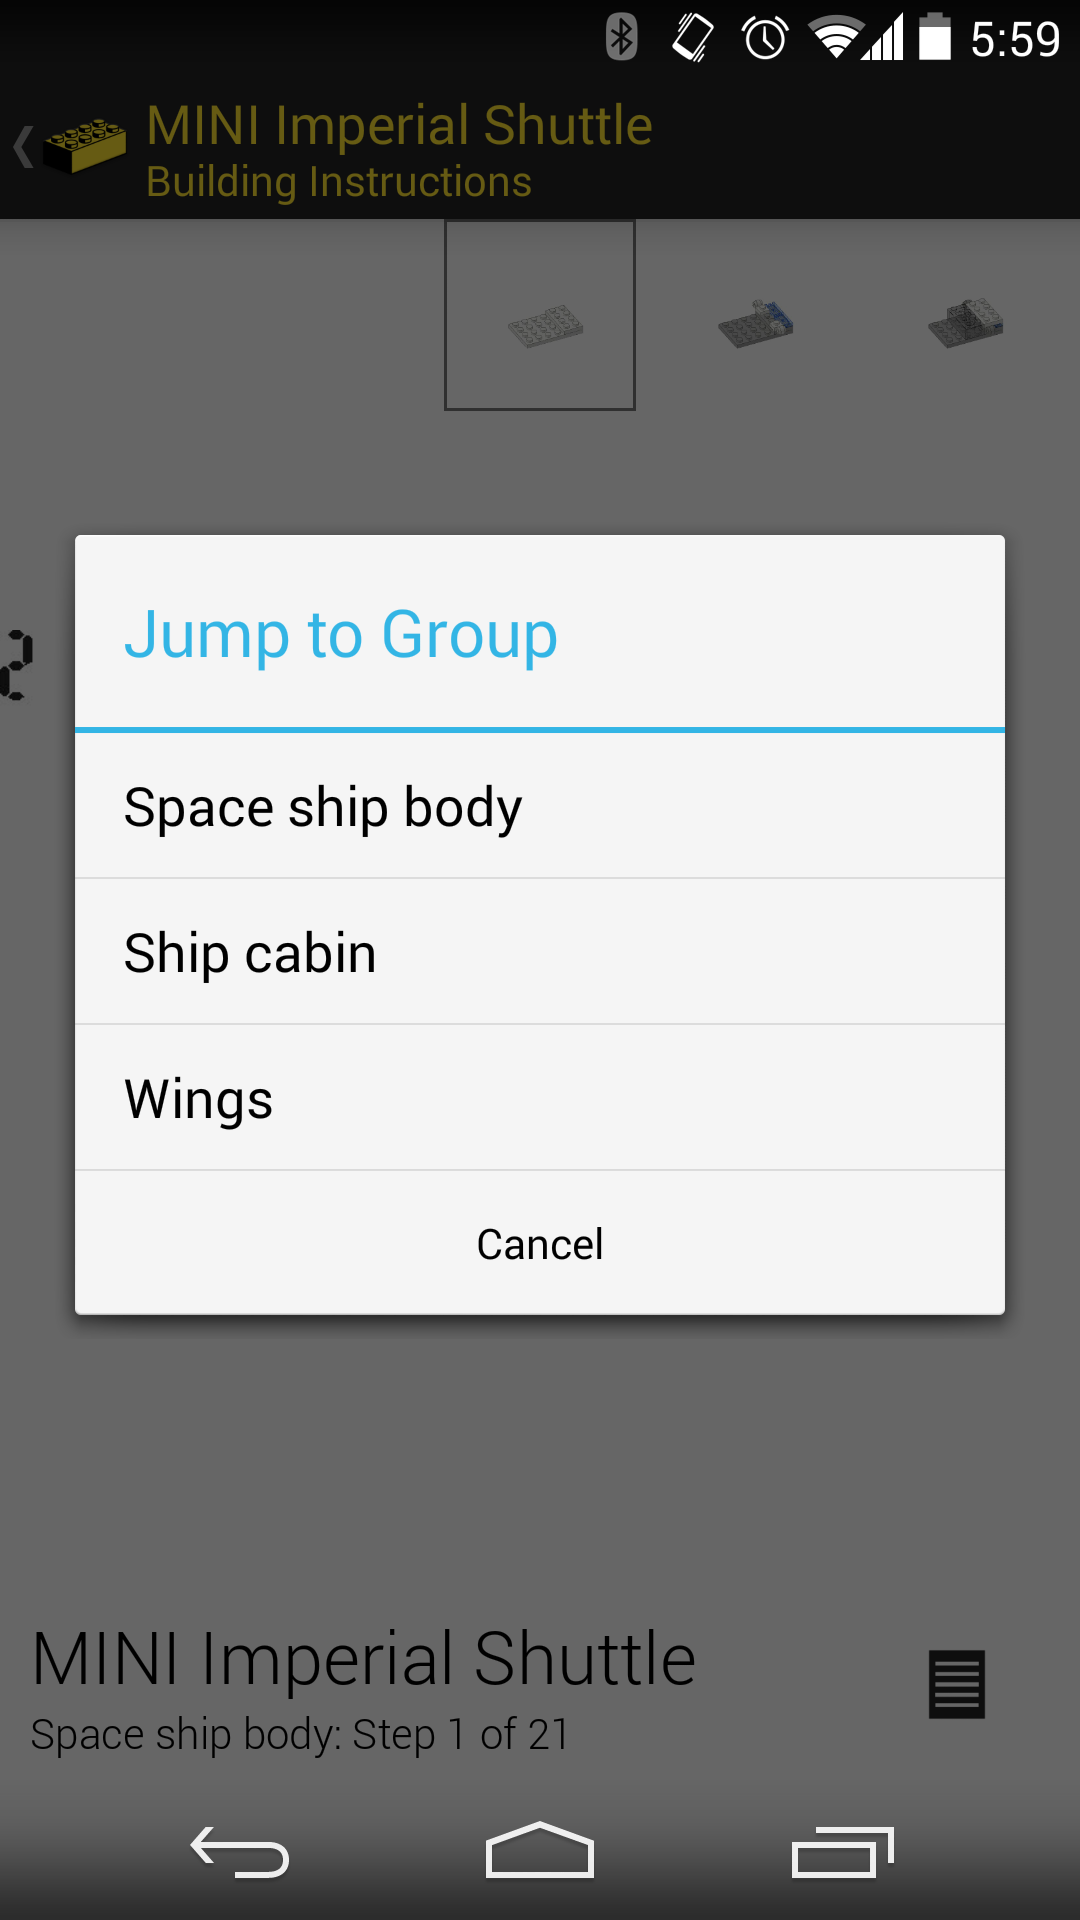 5:59
MINI Imperial Shuttle
Building Instructions
2
Jump to Group
Space ship body
Ship cabin
Wings
Cancel
MINI Imperial Shuttle
Space ship body: Step 1 of 21